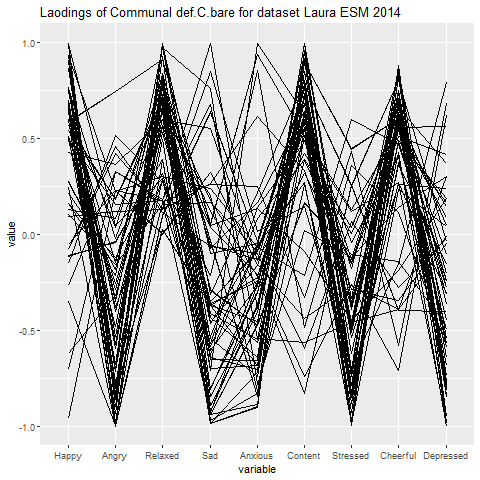 Laodings of Communal def.C.bare for dataset Laura ESM 2014
1.0
0.5
0.0
-0.5
-1.0
value
Happy Angry Relaxed Sad Anxious Content Stressed Cheerful Depressed
variable